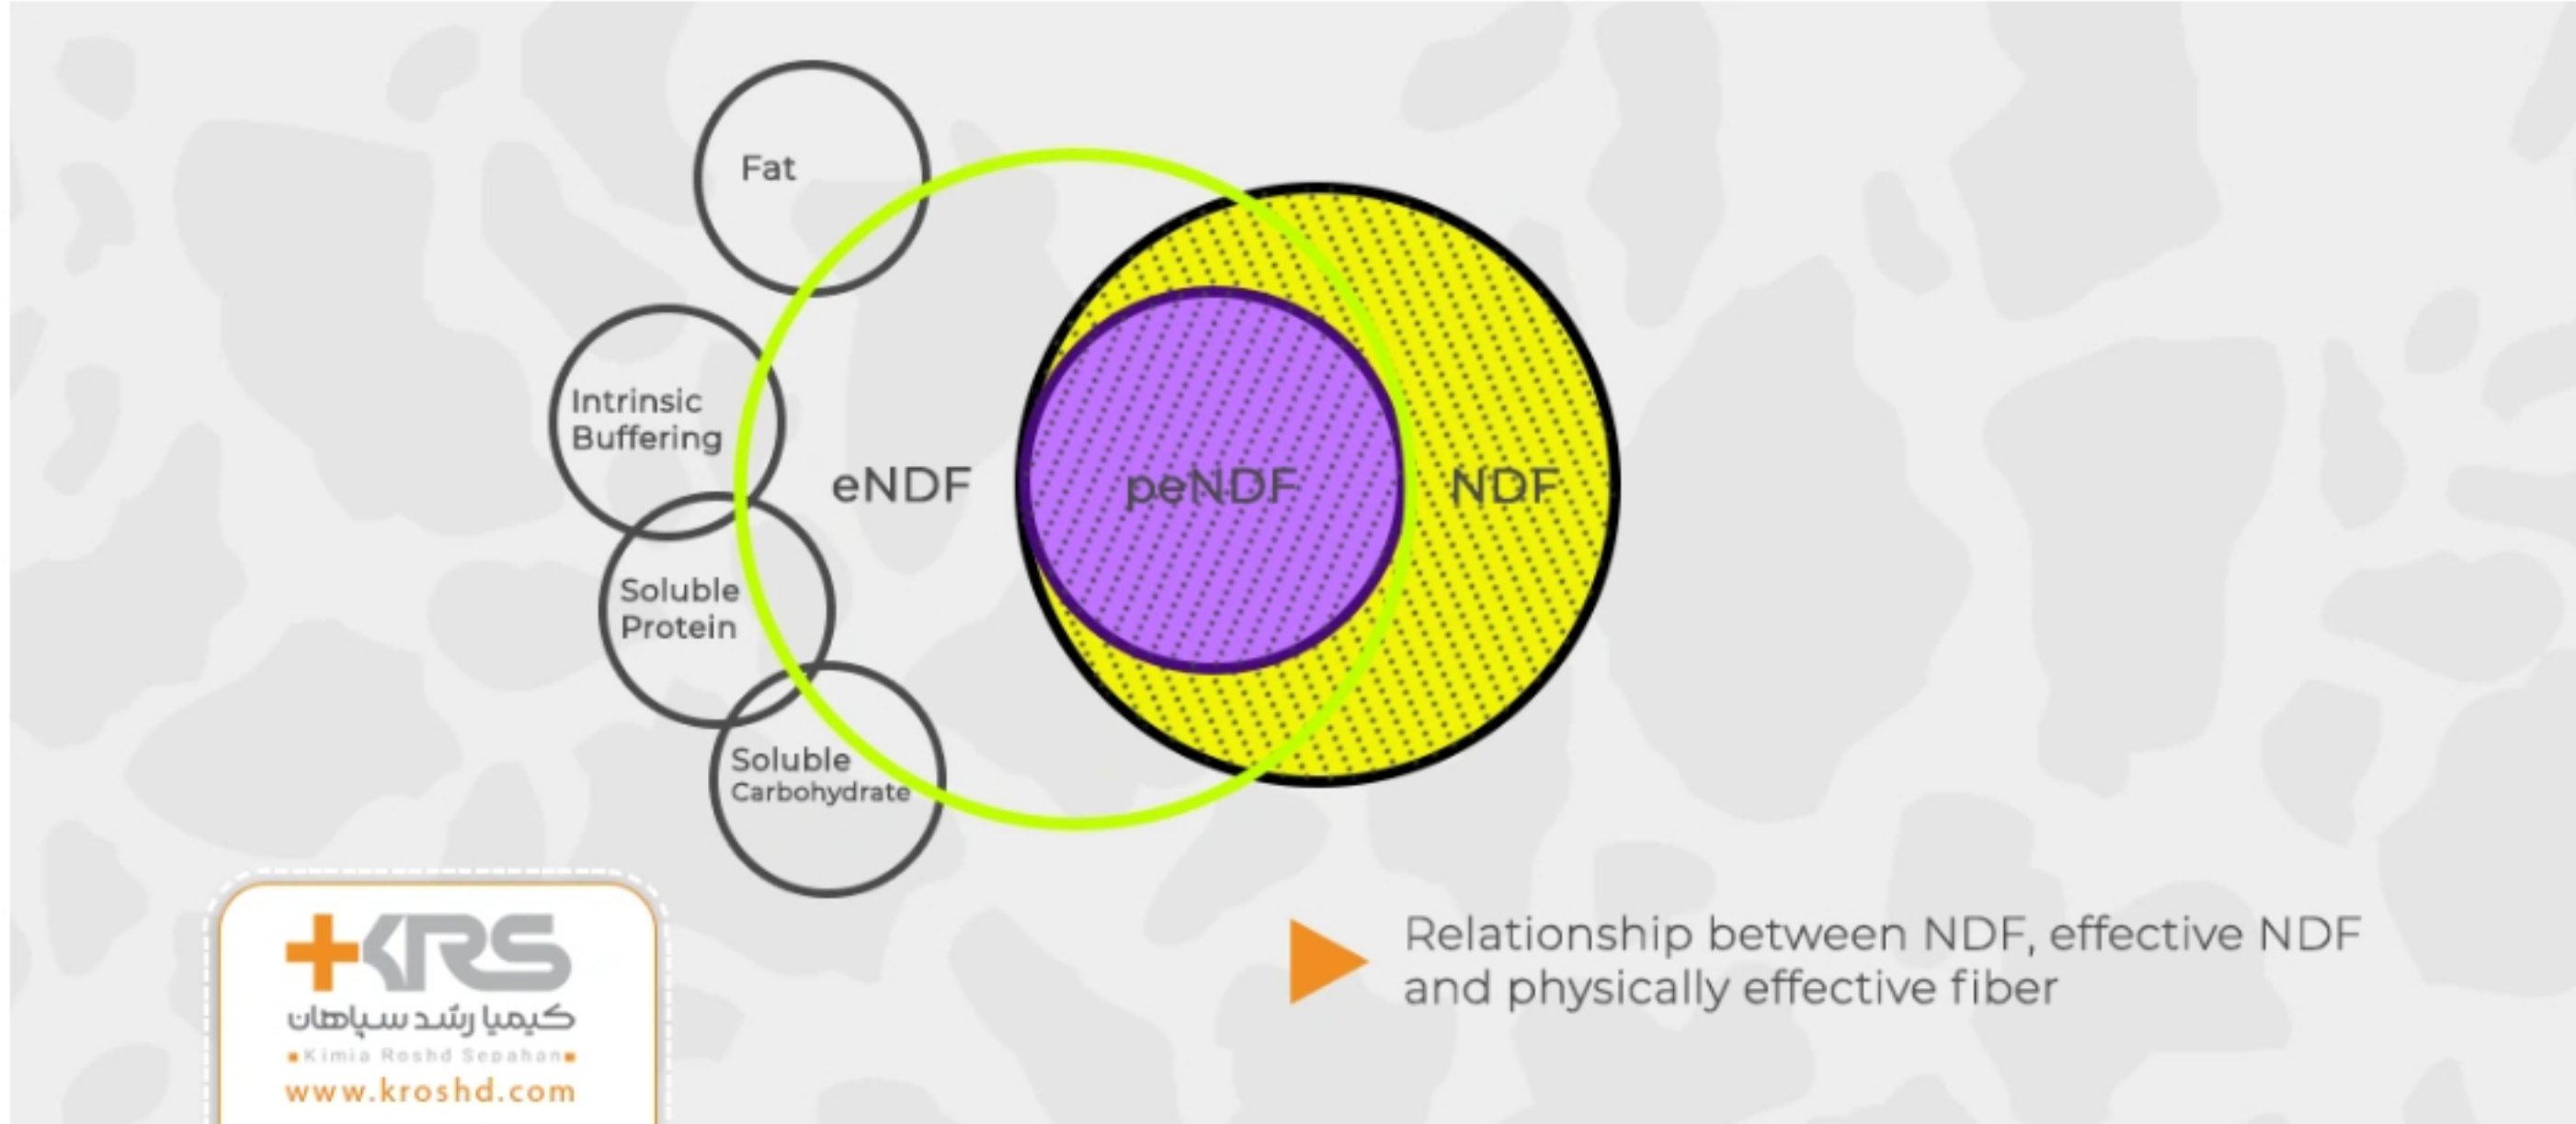 Fat
Intrinsic
Buffering
eNDF
peNDF
NDF
Soluble
Protein
Soluble
Carbohydrate
Relationship between NDF, effective NDF
and physically effective fiber
+KRS
کیمیا رشد سپاهان
Kimia Roshd Sepahan
www.kroshd.com